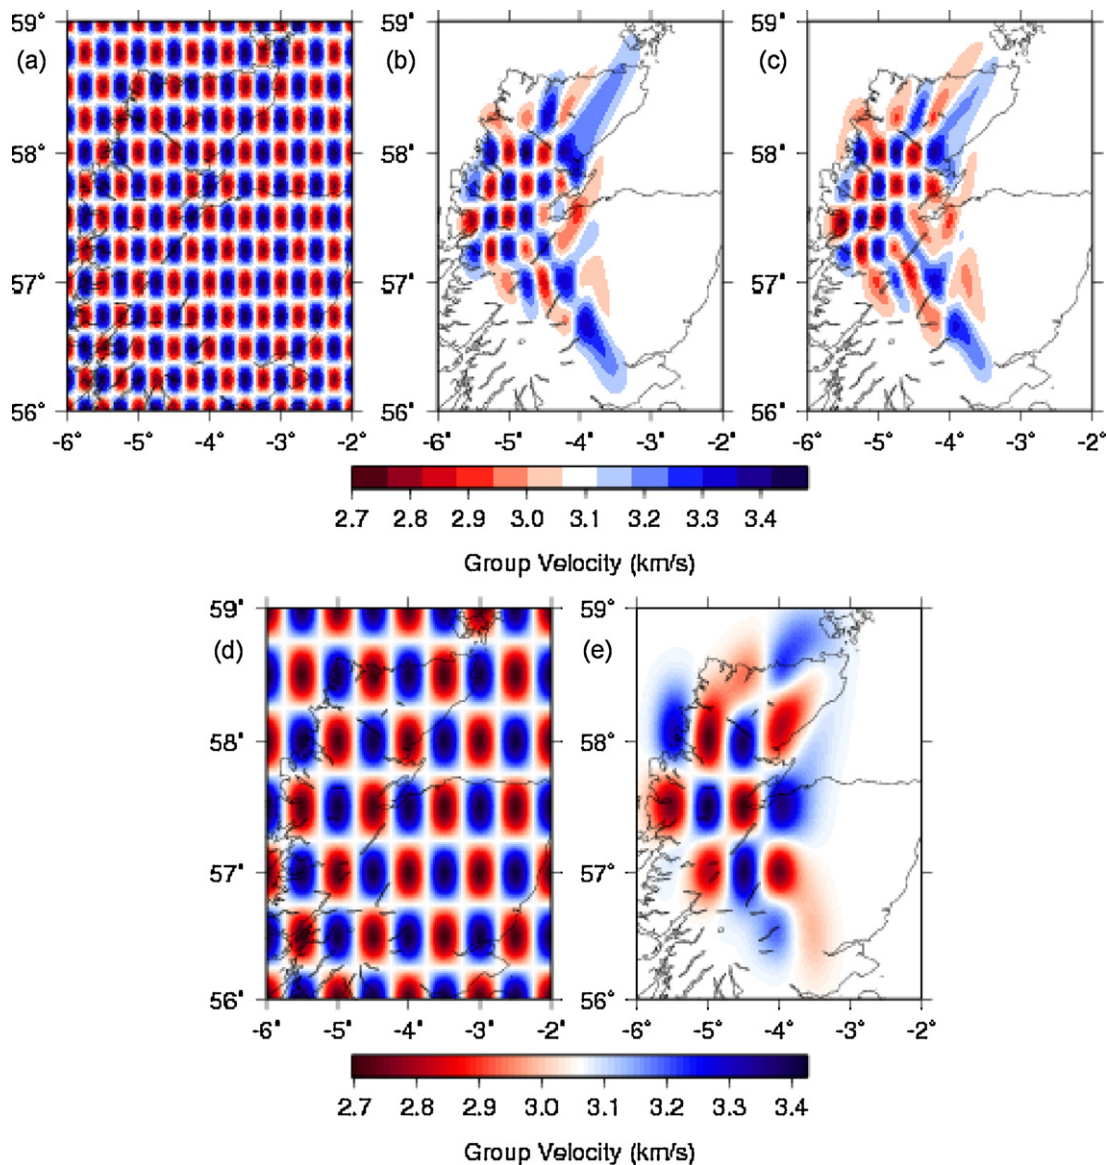 59° 59" 59"
(a) (b) (c)
58° 58" 58"
57° 57" 57"
56° 56" 56"
-6° -5° -4° -3° -2° -6" -5" -4" -3" -2" -6° -5° -4° -3° -2°
2.7 2.8 2.9 3.0 3.1 3.2 3.3 3.4
Group Velocity (km/s)
59" 59°
(d) (e)
58" 58°
57" 57°
56" 56°
-6" -5" -4" -3" -2" -6° -5° -4° -3° -2°
2.7 2.8 2.9 3.0 3.1 3.2 3.3 3.4
Group Velocity (km/s)